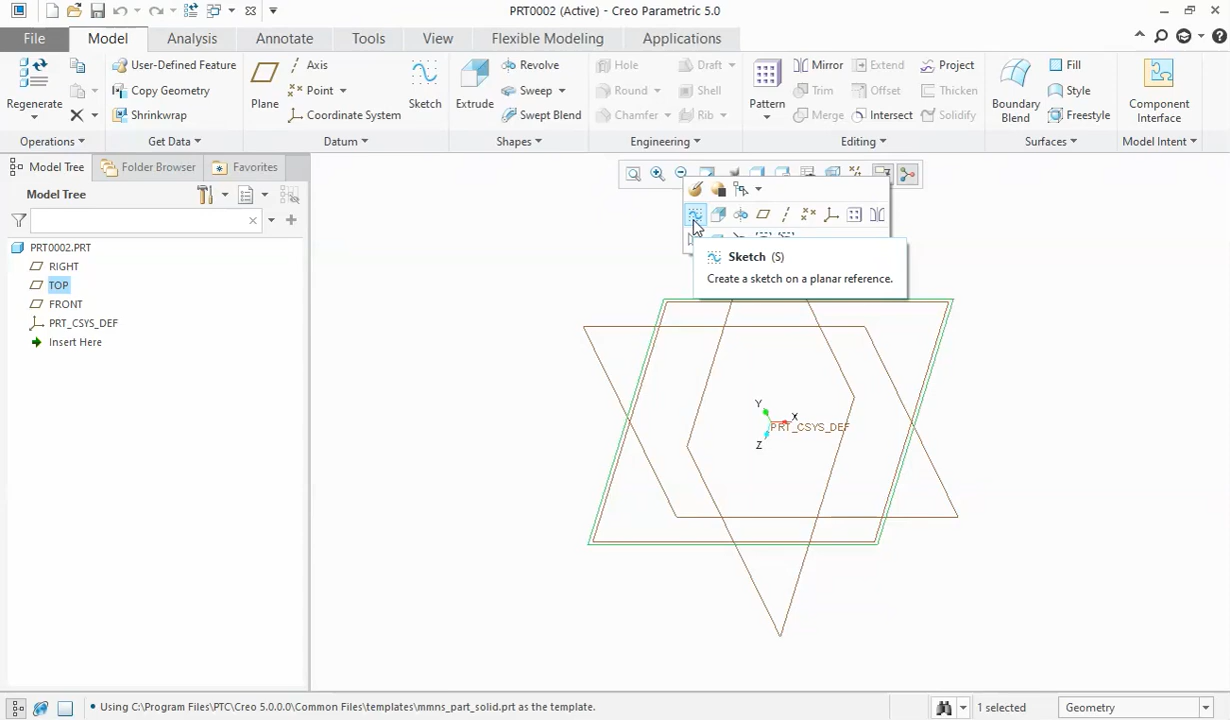 PRT0002 (Active) - Creo Parametric 5.0
File Model Analysis Annotate Tools View Flexible Modeling Applications
Regenerate
User-Defined Feature
Copy Geometry
Shrinkwrap
Plane
Axis
Point
Coordinate System
Sketch
Extrude
Revolve
Sweep
Swept Blend
Hole
Round
Chamfer
Draft
Shell
Rib
Pattern
Mirror
Trim
Merge
Extend
Offset
Intersect
Project
Thicken
Solidify
Boundary
Blend
Fill
Style
Freestyle
Component
Interface
Operations Get Data Datum Shapes Engineering Editing Surfaces Model Intent
Model Tree Folder Browser Favorites
Model Tree
PRT0002.PRT
RIGHT
TOP
FRONT
PRT_CSYS_DEF
Insert Here
Sketch (S)
Create a sketch on a planar reference.
Y
X
PRT_CSYS_DEF
Z
• Using C:\Program Files\PTC\Creo 5.0.0.0\Common Files\templates\mmns_part_solid.prt as the template.
1 selected
Geometry